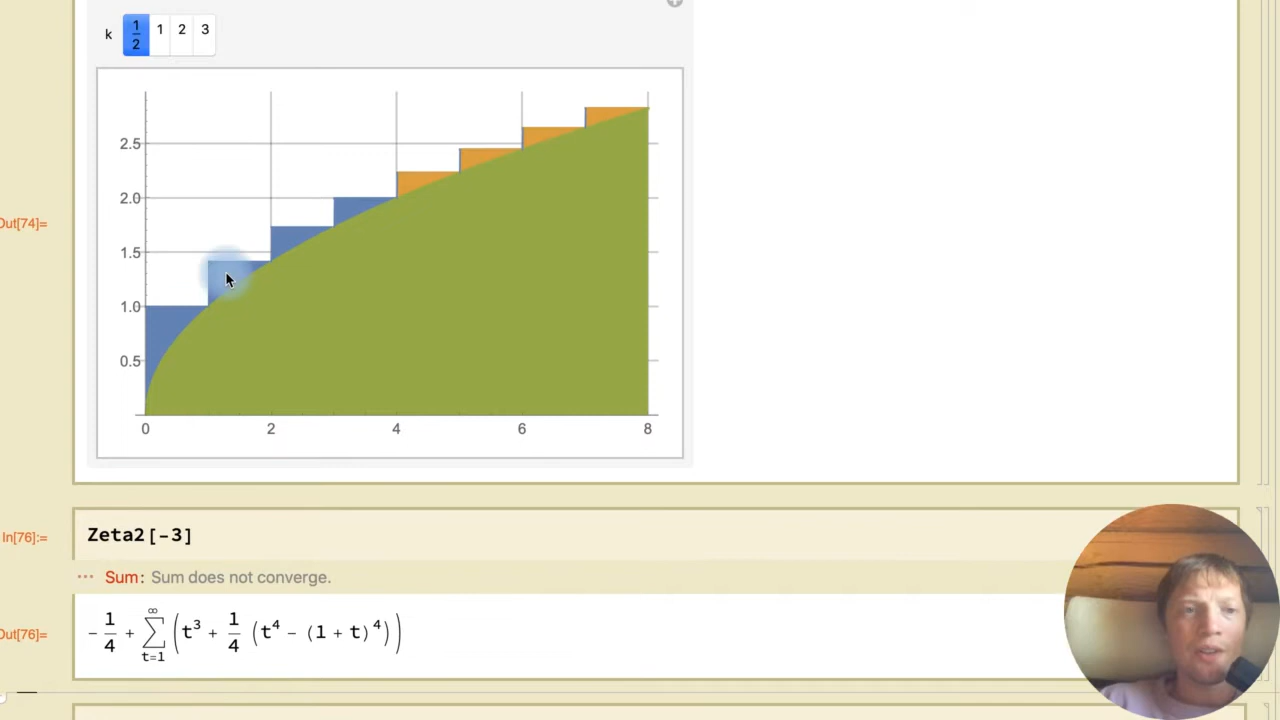 k 1/2 1 2 3
2.5
2.0
Out[74]=
1.5
1.0
0.5
0 2 4 6 8
In[76]:= Zeta2[-3]
··· Sum: Sum does not converge.
Out[76]= -1/4 + ∑_{t=1}^{∞} (t^3 + 1/4 (t^4 - (1 + t)^4))